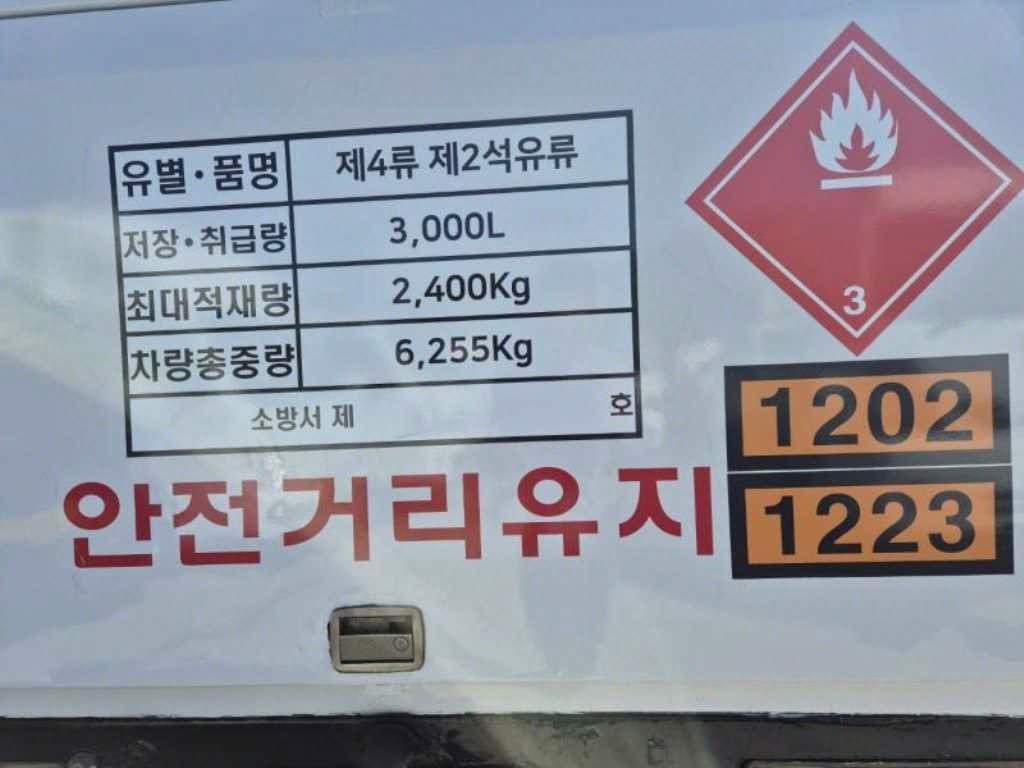 유별·품명 제4류 제2석유류
저장·취급량 3,000L
최대적재량 2,400Kg
차량총중량 6,255Kg
소방서 제 호
안전거리유지
3
1202
1223